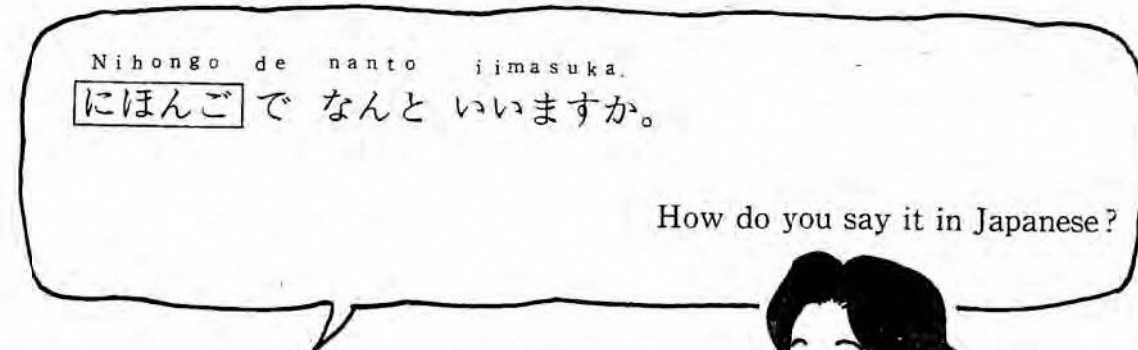 Nihongo de nanto iimasuka.
にほんご で なんと いいますか。
How do you say it in Japanese?